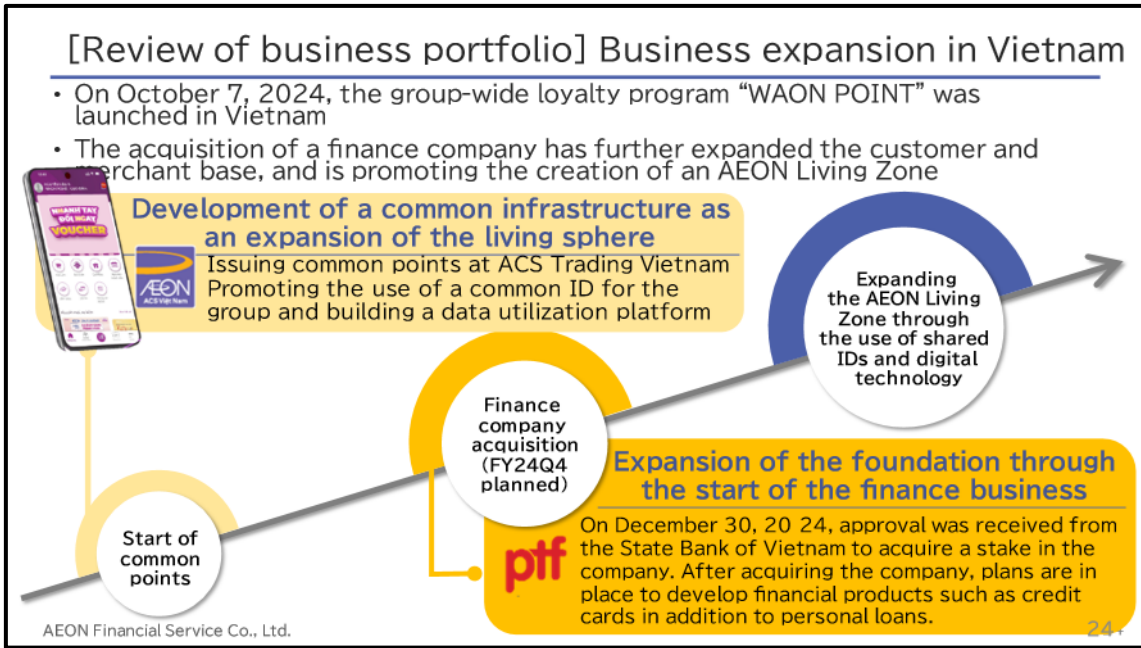 [Review of business portfolio] Business expansion in Vietnam
• On October 7, 2024, the group-wide loyalty program “WAON POINT” was
launched in Vietnam
• The acquisition of a finance company has further expanded the customer and
merchant base, and is promoting the creation of an AEON Living Zone
NHANH TAY
ĐỔI NGAY
VOUCHER
Development of a common infrastructure as
an expansion of the living sphere
AEON
ACS Việt Nam
Issuing common points at ACS Trading Vietnam
Promoting the use of a common ID for the
group and building a data utilization platform
Expanding
the AEON Living
Zone through
the use of shared
IDs and digital
technology
Finance
company
acquisition
(FY24Q4
planned)
Start of
common
points
Expansion of the foundation through
the start of the finance business
ptf
On December 30, 20 24, approval was received from
the State Bank of Vietnam to acquire a stake in the
company. After acquiring the company, plans are in
place to develop financial products such as credit
cards in addition to personal loans.
AEON Financial Service Co., Ltd.
24+